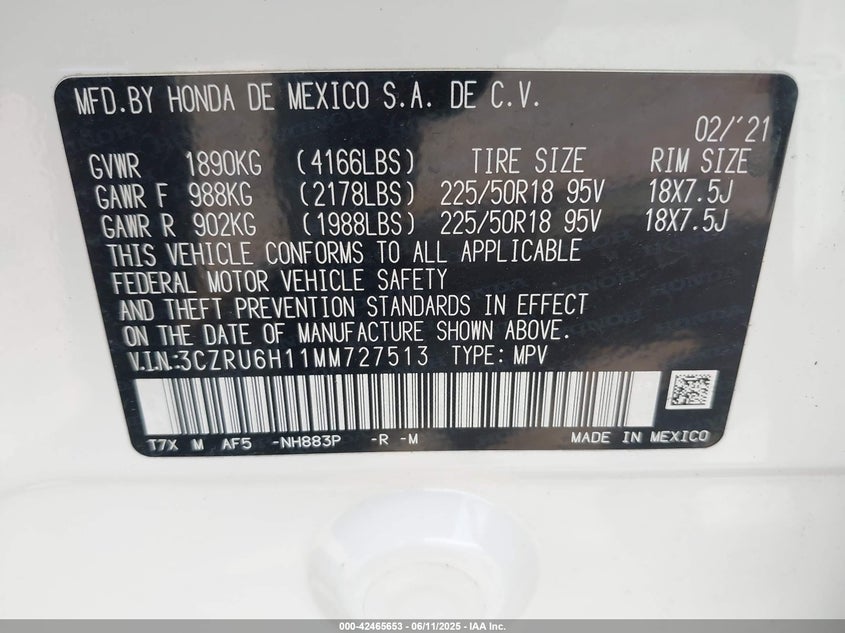 MFD.BY HONDA DE MEXICO S.A. DE C.V.
02/'21
GVWR 1890KG (4166LBS) TIRE SIZE RIM SIZE
GAWR F 988KG (2178LBS) 225/50R18 95V 18X7.5J
GAWR R 902KG (1988LBS) 225/50R18 95V 18X7.5J
THIS VEHICLE CONFORMS TO ALL APPLICABLE
FEDERAL MOTOR VEHICLE SAFETY
AND THEFT PREVENTION STANDARDS IN EFFECT
ON THE DATE OF MANUFACTURE SHOWN ABOVE.
V.I.N:3CZRU6H11MM727513 TYPE: MPV
T7X M AF5 -NH883P -R -M MADE IN MEXICO
000-42465653 / 06/11/2025 - IAA Inc.